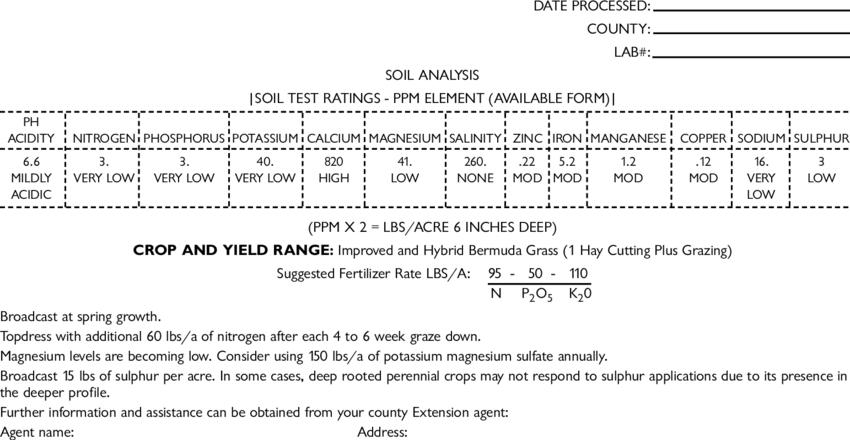 DATE PROCESSED:
COUNTY:
LAB#:
SOIL ANALYSIS
|SOIL TEST RATINGS - PPM ELEMENT (AVAILABLE FORM)|
PH
ACIDITY NITROGEN PHOSPHORUS POTASSIUM CALCIUM MAGNESIUM SALINITY ZINC IRON MANGANESE COPPER SODIUM SULPHUR
6.6 3. 3. 40. 820 41. 260. .22 5.2 1.2 .12 16. 3
MILDLY VERY LOW VERY LOW VERY LOW HIGH LOW NONE MOD MOD MOD MOD VERY LOW
ACIDIC LOW
(PPM X 2 = LBS/ACRE 6 INCHES DEEP)
CROP AND YIELD RANGE: Improved and Hybrid Bermuda Grass (1 Hay Cutting Plus Grazing)
Suggested Fertilizer Rate LBS/A: 95 - 50 - 110
N P2O5 K20
Broadcast at spring growth.
Topdress with additional 60 lbs/a of nitrogen after each 4 to 6 week graze down.
Magnesium levels are becoming low. Consider using 150 lbs/a of potassium magnesium sulfate annually.
Broadcast 15 lbs of sulphur per acre. In some cases, deep rooted perennial crops may not respond to sulphur applications due to its presence in
the deeper profile.
Further information and assistance can be obtained from your county Extension agent:
Agent name: Address: